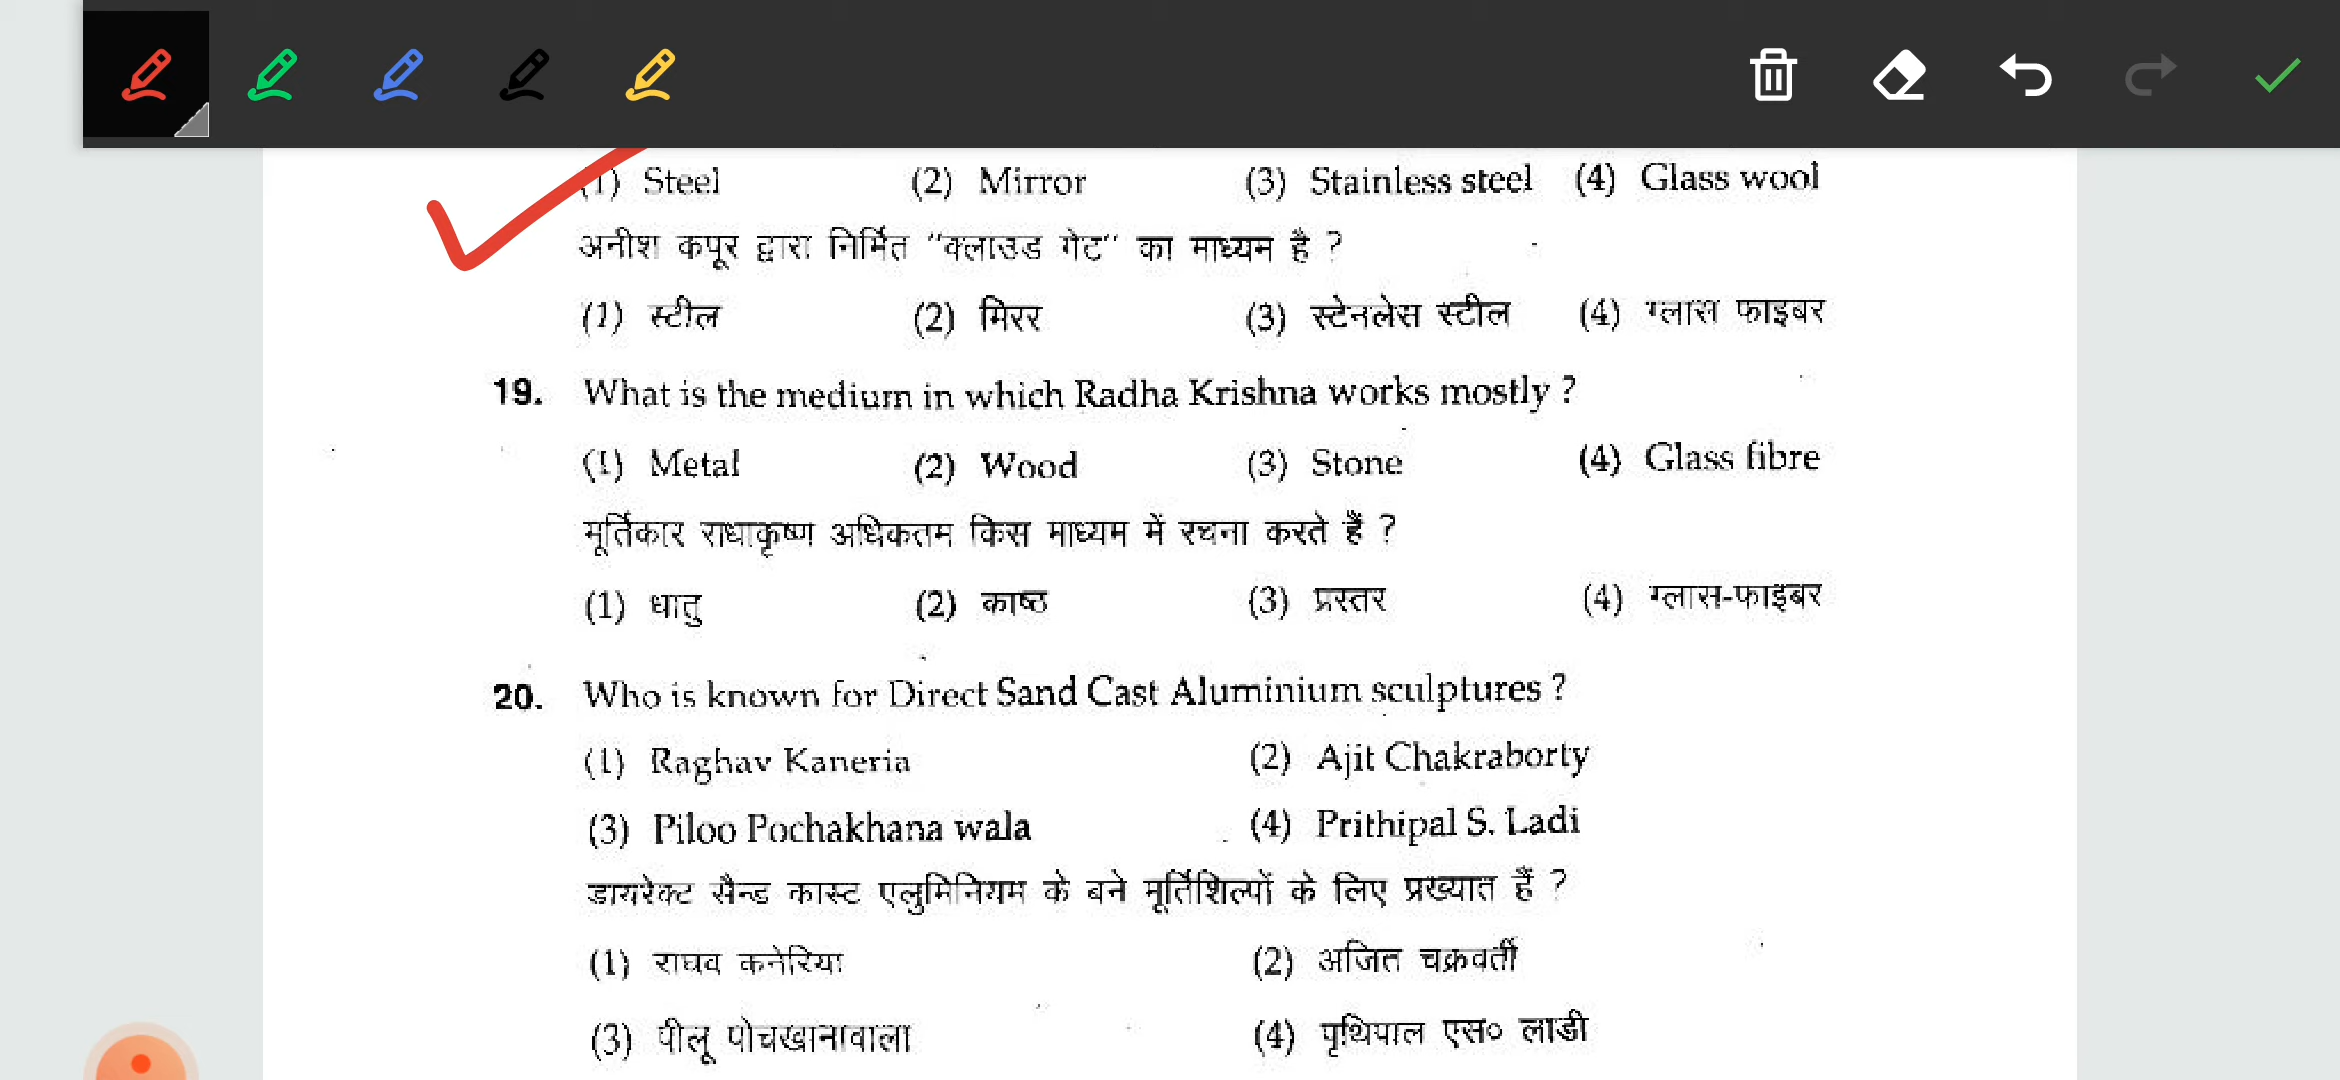 (1) Steel (2) Mirror (3) Stainless steel (4) Glass wool
अनीश कपूर द्वारा निर्मित “क्लाउड गेट” का माध्यन है ?
(1) स्टील (2) मिरर (3) स्टेनलेस स्टील (4) ग्लास फाइबर
19. What is the medium in which Radha Krishna works mostly ?
(1) Metal (2) Wood (3) Stone (4) Glass fibre
मूर्तिकार राधाकृष्ण अधिकतम किस माध्यम में रचना करते हैं ?
(1) धातु (2) काष्ठ (3) प्रस्तर (4) ग्लास-फाइबर
20. Who is known for Direct Sand Cast Aluminium sculptures ?
(1) Raghav Kaneria (2) Ajit Chakraborty
(3) Piloo Pochakhana wala (4) Prithipal S. Ladi
डायरेक्ट सैन्ड कास्ट एलुमिनियम के बने मूर्तिशिल्पों के लिए प्रख्यात हैं ?
(1) राघव कनेरिया (2) अजित चक्रवर्ती
(3) पीलू पोचखानावाला (4) पृथिपाल एस० लाडी